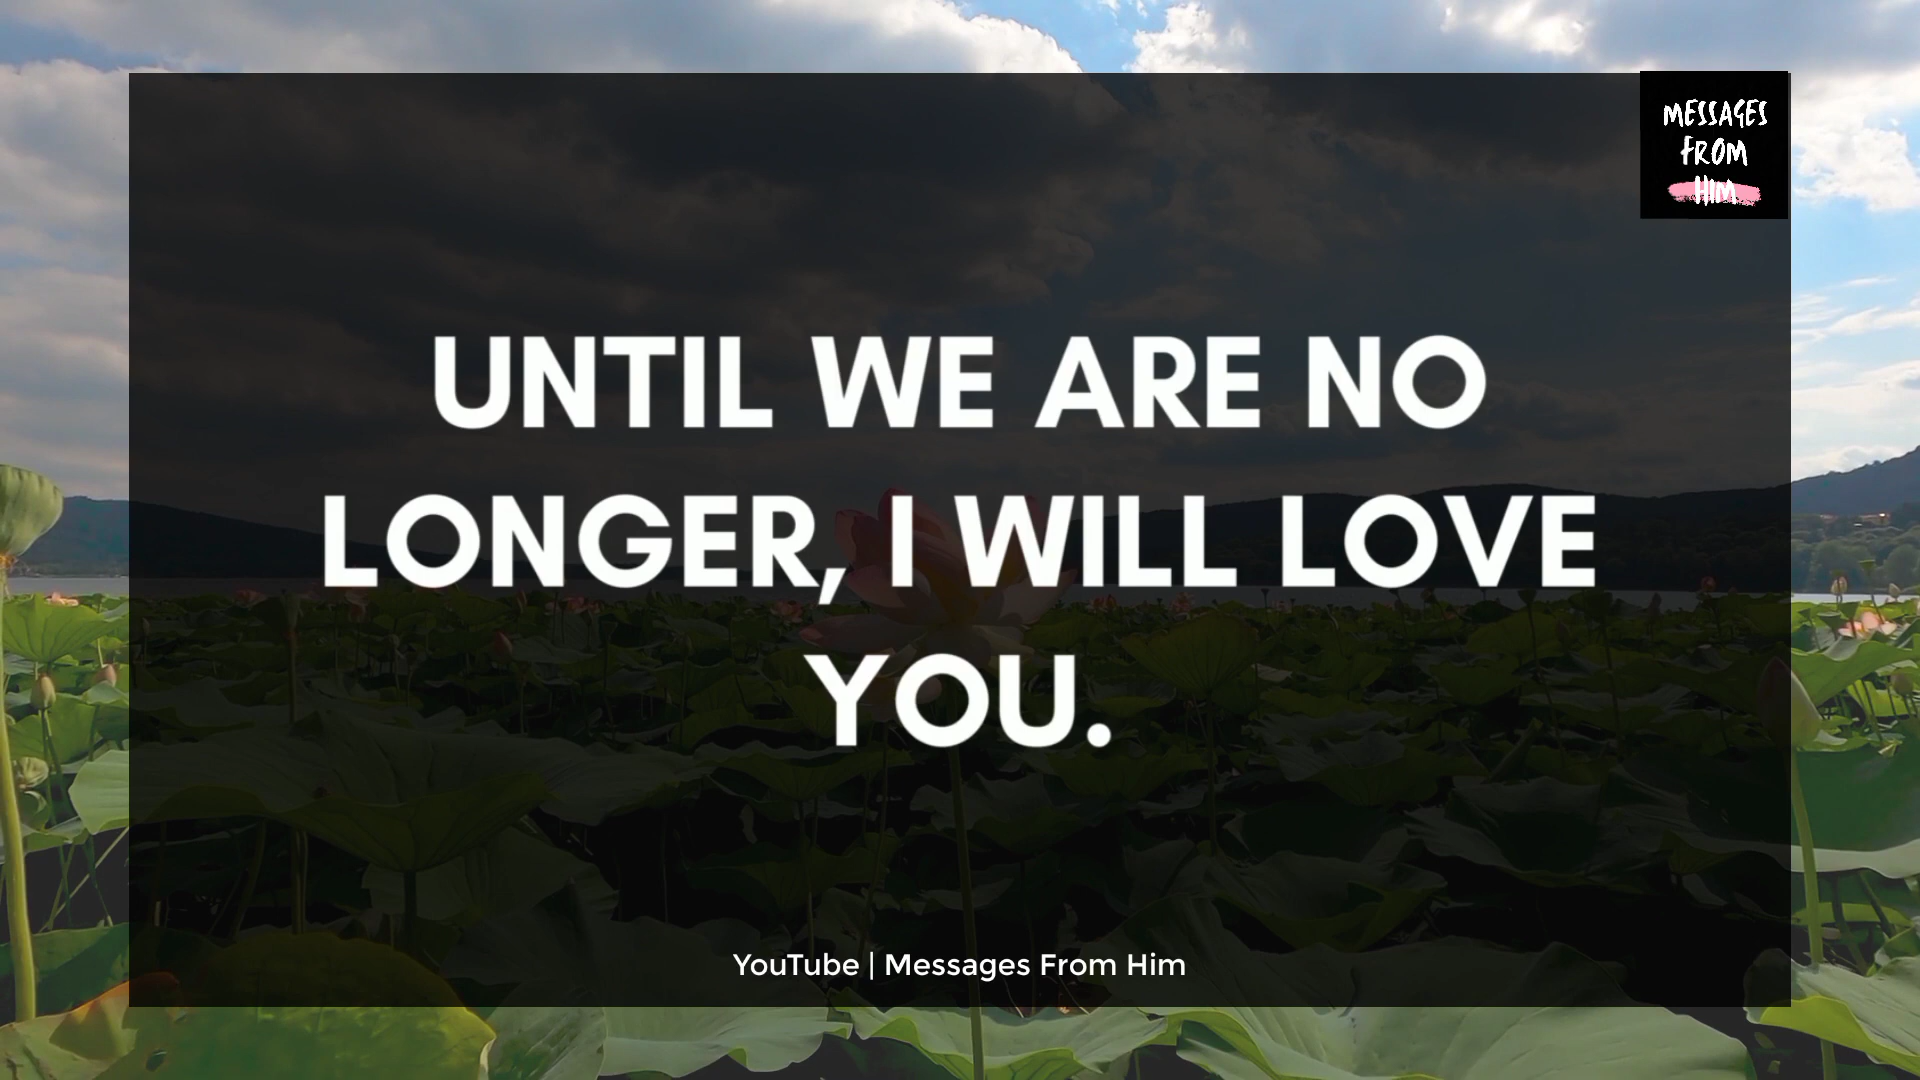 MESSAGES
FROM
HIM
UNTIL WE ARE NO
LONGER, I WILL LOVE
YOU.
YouTube | Messages From Him